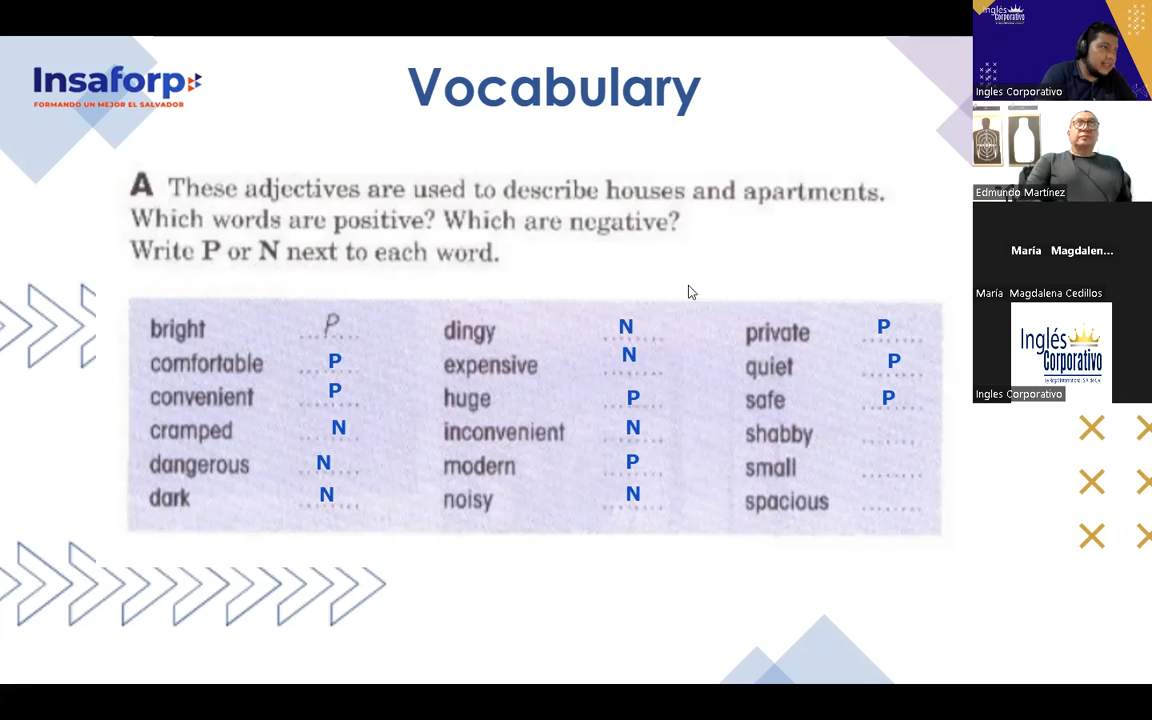 Insaforp
FORMANDO UN MEJOR EL SALVADOR
Vocabulary
A These adjectives are used to describe houses and apartments.
Which words are positive? Which are negative?
Write P or N next to each word.
bright P
comfortable P
convenient P
cramped N
dangerous N
dark N
dingy N
expensive N
huge P
inconvenient N
modern P
noisy N
private P
quiet P
safe P
shabby
small
spacious
Inglés
Corporativo
Ingles Corporativo
Edmundo Martínez
María Magdalen...
María Magdalena Cedillos
Inglés
Corporativo
Ingles Corporativo